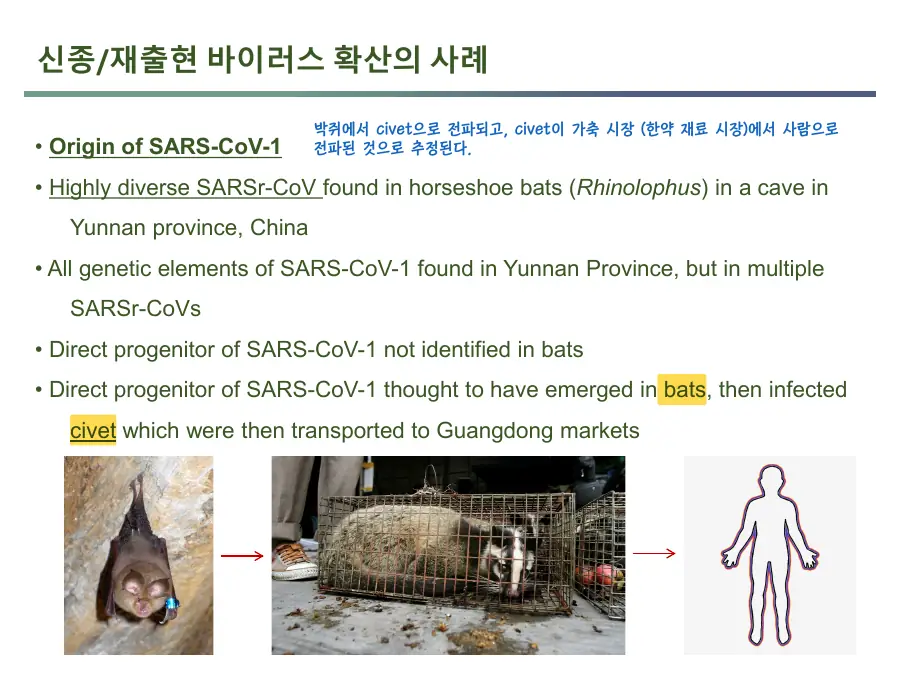 신종/재출현 바이러스 확산의 사례
• Origin of SARS-CoV-1
박쥐에서 civet으로 전파되고, civet이 가축 시장 (한약 재료 시장)에서 사람으로
전파된 것으로 추정된다.
• Highly diverse SARSr-CoV found in horseshoe bats (Rhinolophus) in a cave in
Yunnan province, China
• All genetic elements of SARS-CoV-1 found in Yunnan Province, but in multiple
SARSr-CoVs
• Direct progenitor of SARS-CoV-1 not identified in bats
• Direct progenitor of SARS-CoV-1 thought to have emerged in bats, then infected
civet which were then transported to Guangdong markets